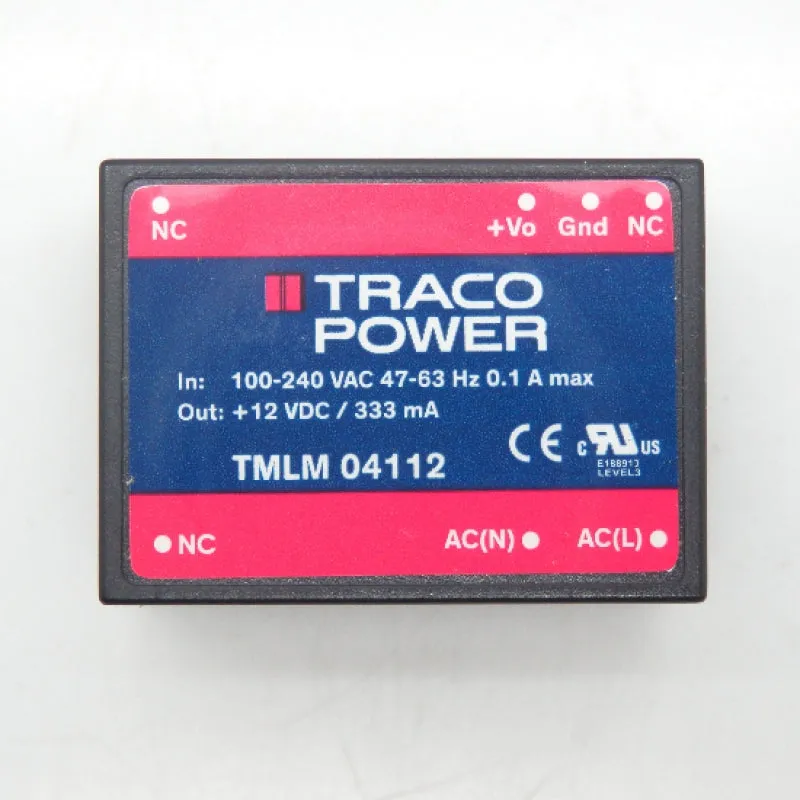 NC +Vo Gnd NC
TRACO
POWER
In: 100-240 VAC 47-63 Hz 0.1 A max
Out: +12 VDC / 333 mA
TMLM 04112
CE c RU US
LEVEL3
NC AC(N) AC(L)